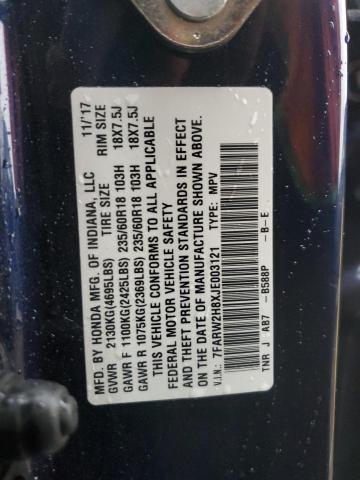 MFD. BY HONDA MFG. OF INDIANA, LLC 11/'17
GVWR 2130KG(4695LBS) TIRE SIZE RIM SIZE
GAWR F 1100KG(2425LBS) 235/60R18 103H 18X7.5J
GAWR R 1075KG(2369LBS) 235/60R18 103H 18X7.5J
THIS VEHICLE CONFORMS TO ALL APPLICABLE
FEDERAL MOTOR VEHICLE SAFETY
AND THEFT PREVENTION STANDARDS IN EFFECT
ON THE DATE OF MANUFACTURE SHOWN ABOVE.
V.I.N.: 7FARW2H8XJE003121 TYPE: MPV
TNR J AB7 -B588P -B-E